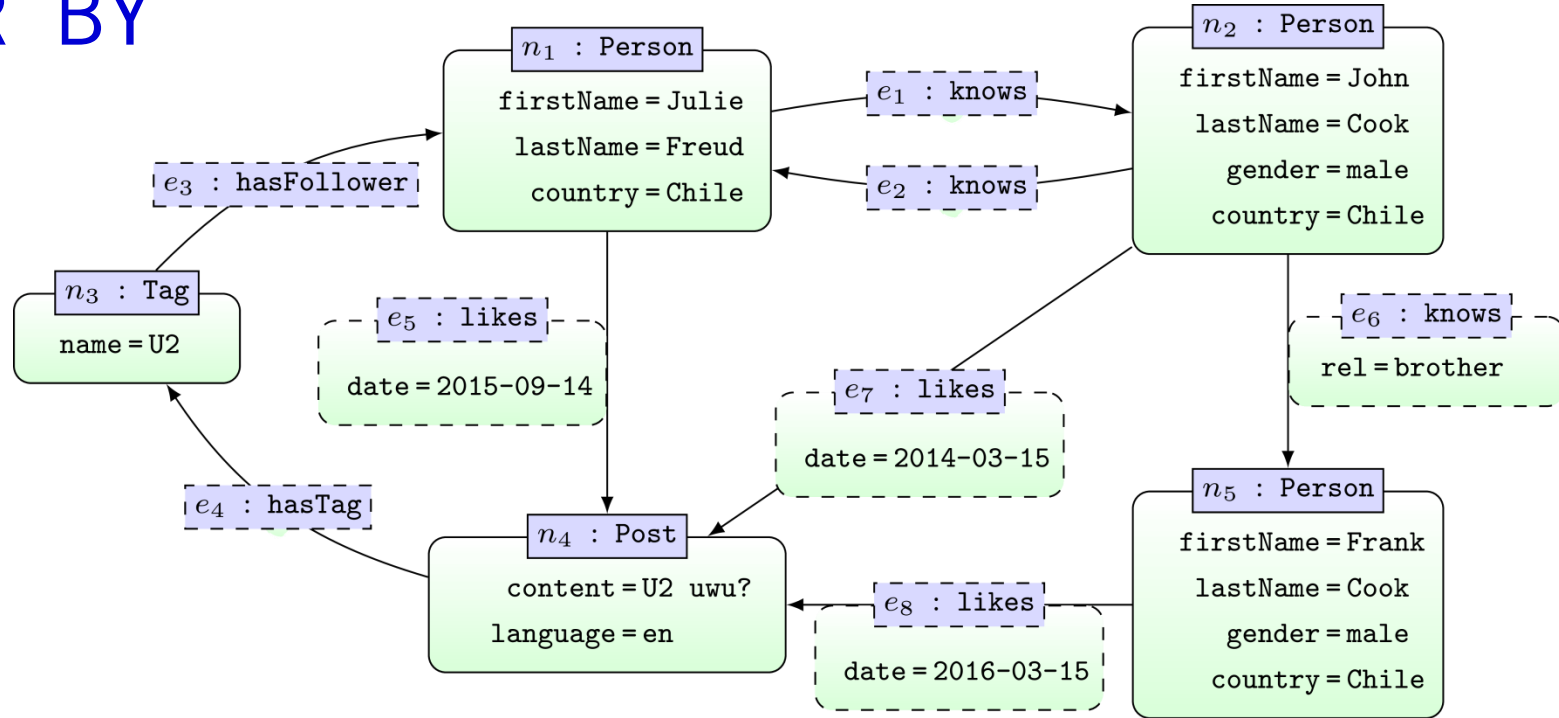 R BY
n₁ : Person
firstName = Julie
lastName = Freud
country = Chile
e₁ : knows
e₂ : knows
n₂ : Person
firstName = John
lastName = Cook
gender = male
country = Chile
e₃ : hasFollower
n₃ : Tag
name = U2
e₅ : likes
date = 2015-09-14
e₇ : likes
date = 2014-03-15
e₆ : knows
rel = brother
e₄ : hasTag
n₄ : Post
content = U2 uwu?
language = en
e₈ : likes
date = 2016-03-15
n₅ : Person
firstName = Frank
lastName = Cook
gender = male
country = Chile